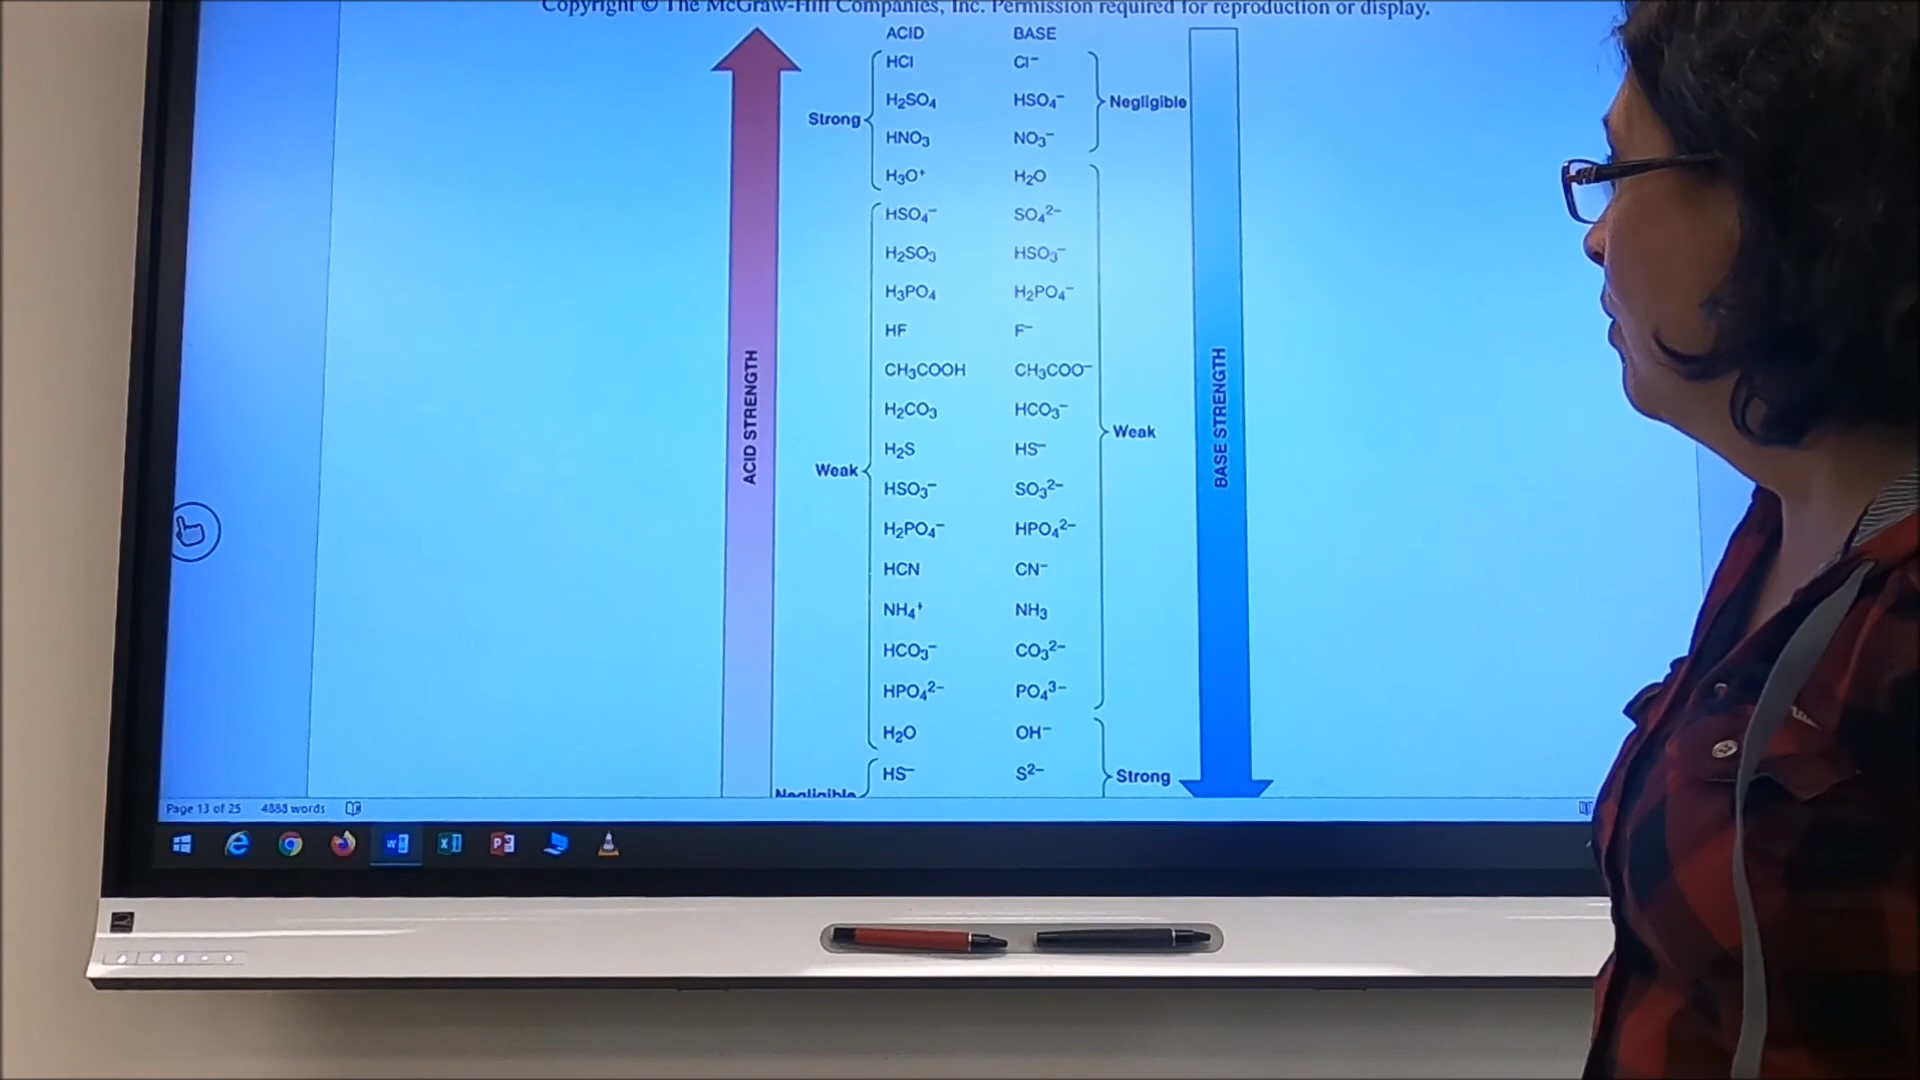 Copyright © The McGraw-Hill Companies, Inc. Permission required for reproduction or display.
ACID BASE
HCl Cl⁻
H₂SO₄ HSO₄⁻ Negligible
Strong
HNO₃ NO₃⁻
H₃O⁺ H₂O
HSO₄⁻ SO₄²⁻
H₂SO₃ HSO₃⁻
H₃PO₄ H₂PO₄⁻
HF F⁻
CH₃COOH CH₃COO⁻
ACID STRENGTH
BASE STRENGTH
H₂CO₃ HCO₃⁻
Weak
H₂S HS⁻
Weak
HSO₃⁻ SO₃²⁻
H₂PO₄⁻ HPO₄²⁻
HCN CN⁻
NH₄⁺ NH₃
HCO₃⁻ CO₃²⁻
HPO₄²⁻ PO₄³⁻
H₂O OH⁻
HS⁻ S²⁻ Strong
Negligible
Page 13 of 25 4888 words